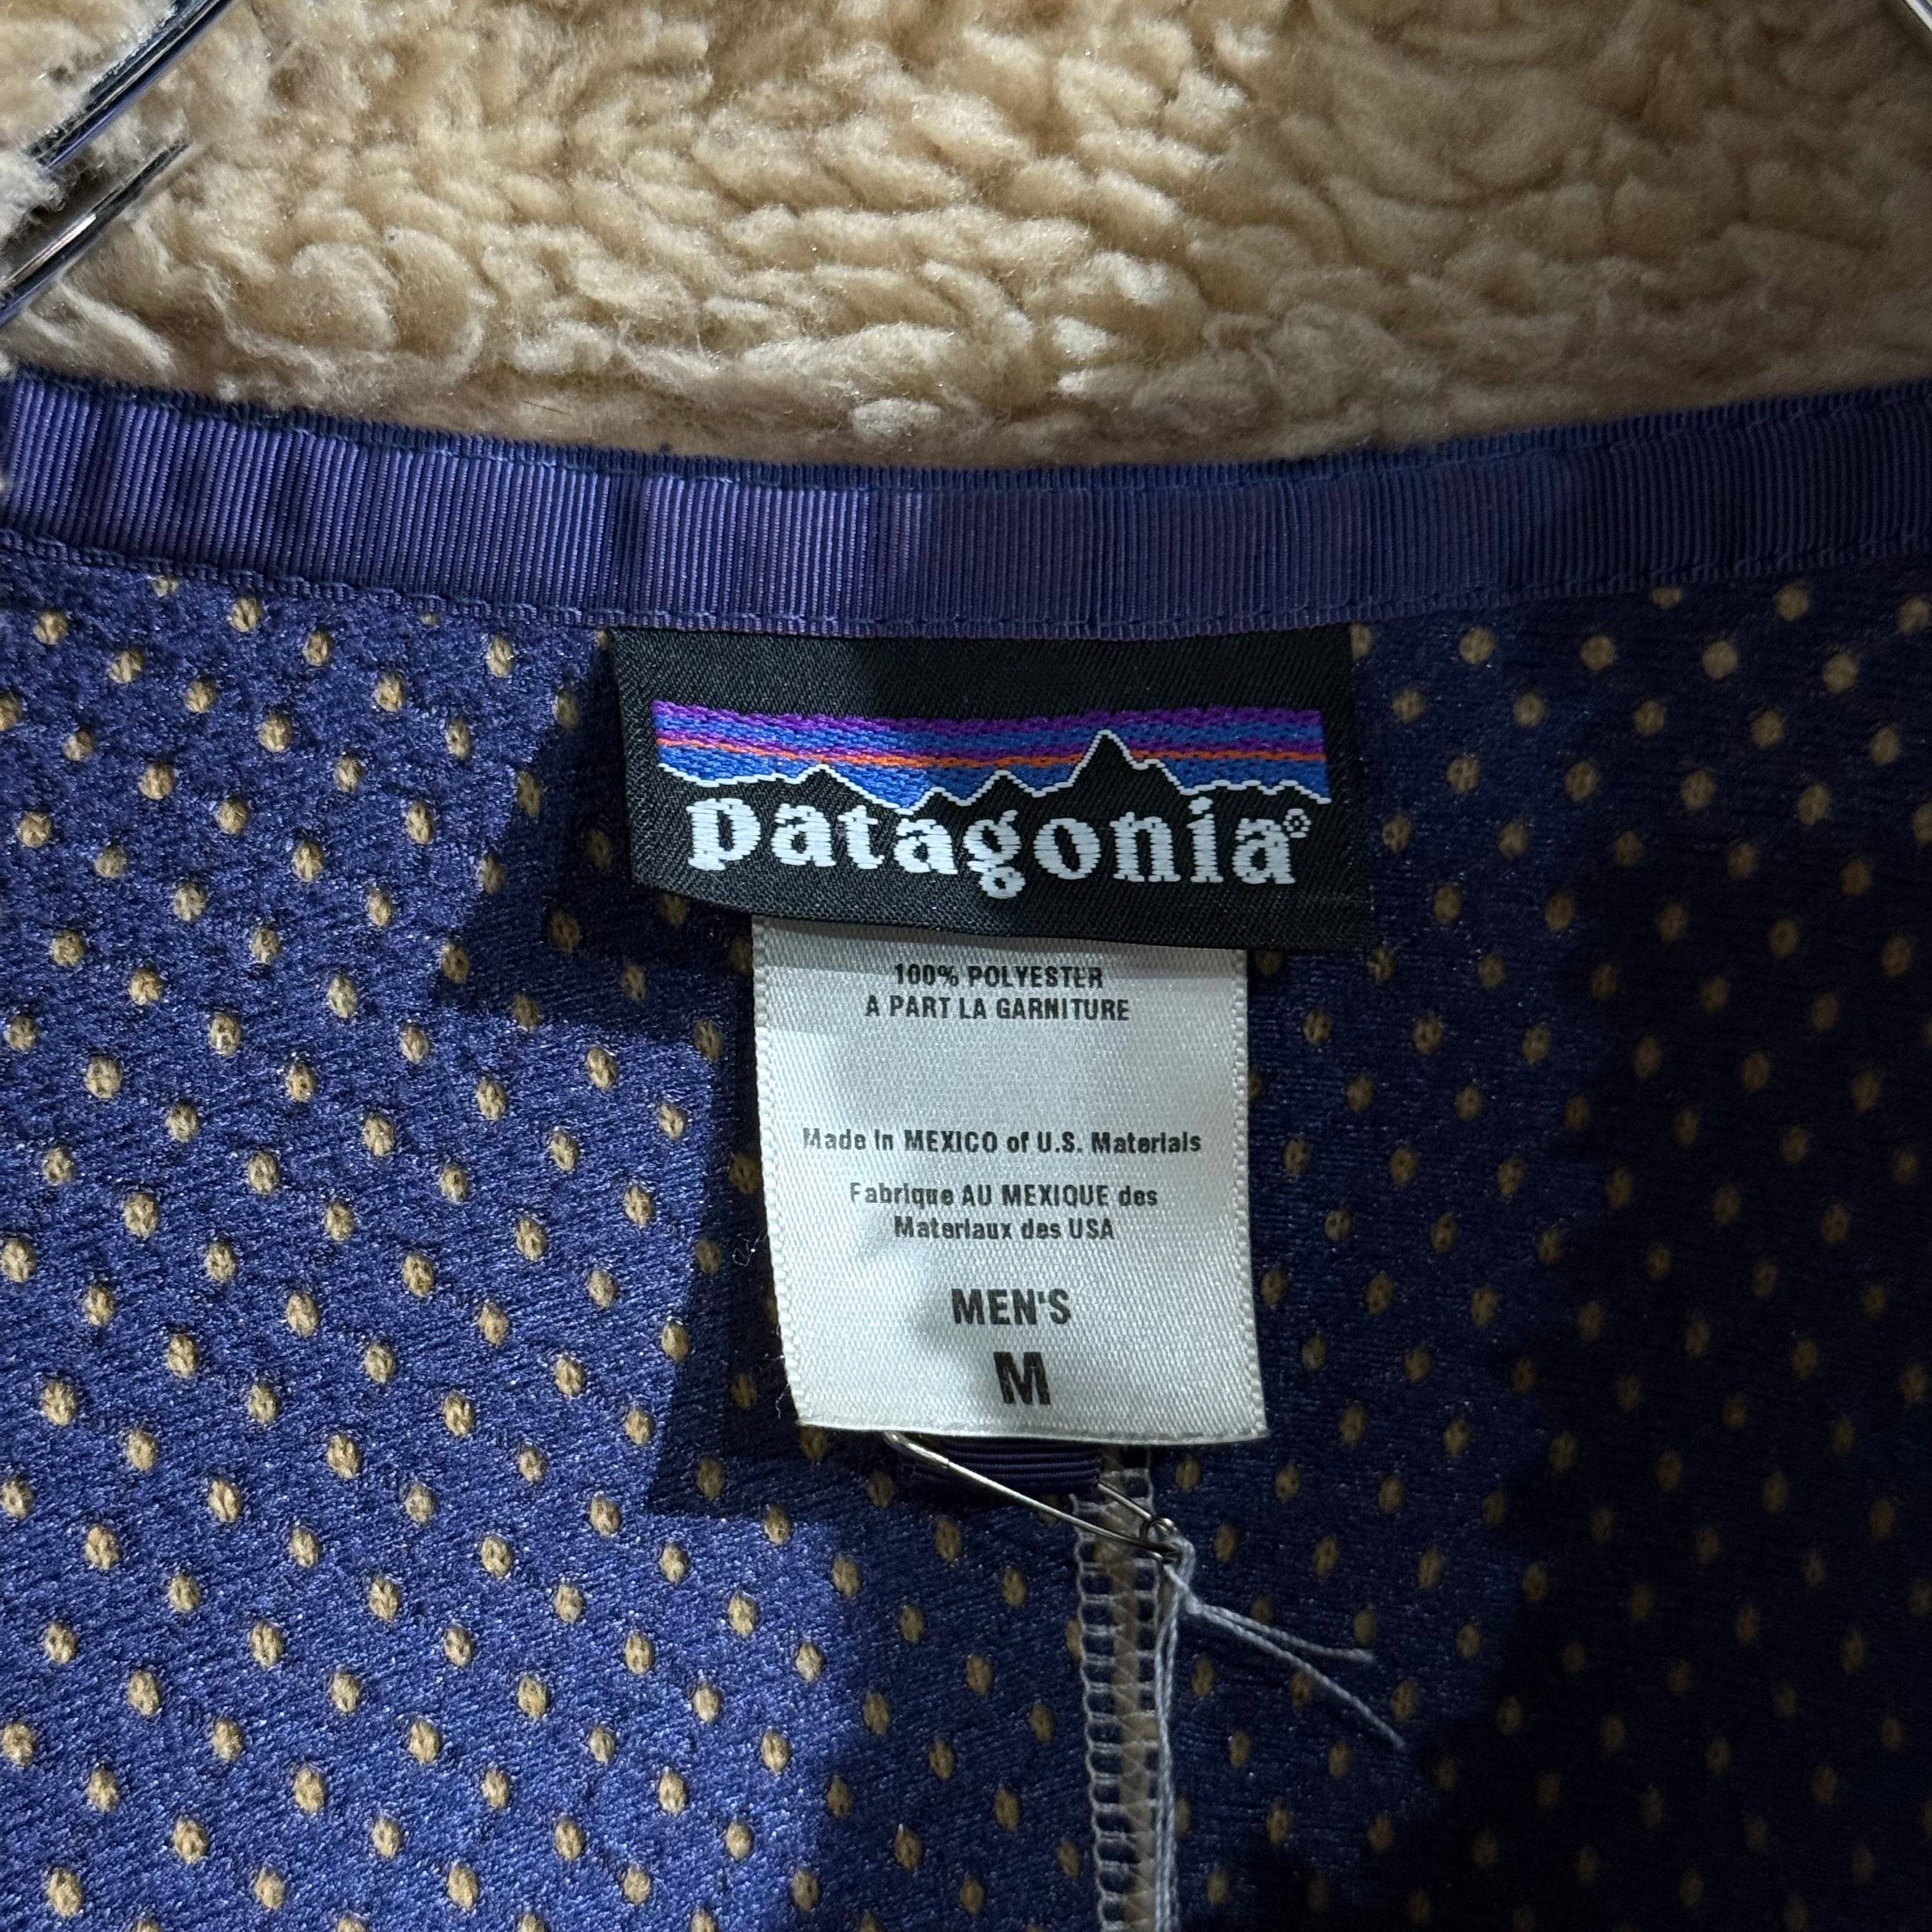 patagonia®
100% POLYESTER
A PART LA GARNITURE
Made in MEXICO of U.S. Materials
Fabrique AU MEXIQUE des
Materiaux des USA
MEN'S
M